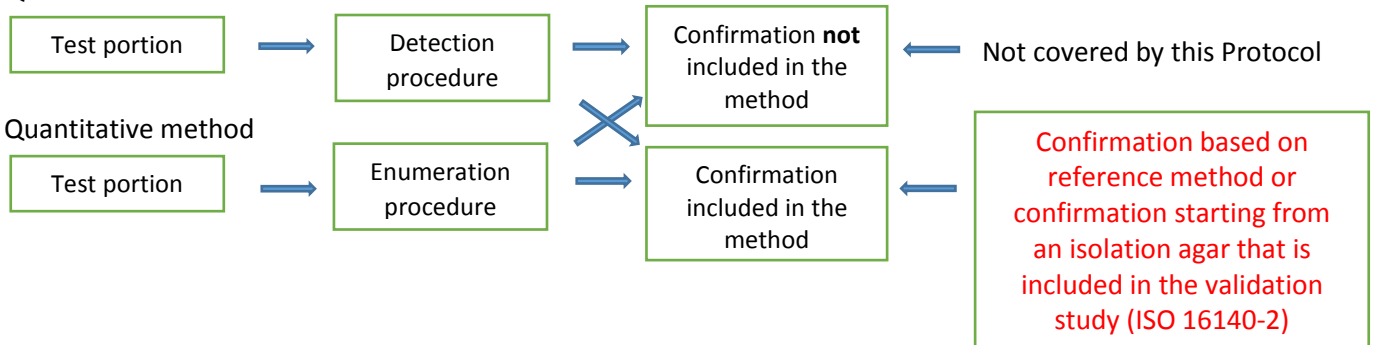 Test portion
Detection
procedure
Confirmation not
included in the
method
Not covered by this Protocol
Quantitative method
Test portion
Enumeration
procedure
Confirmation
included in the
method
Confirmation based on
reference method or
confirmation starting from
an isolation agar that is
included in the validation
study (ISO 16140-2)